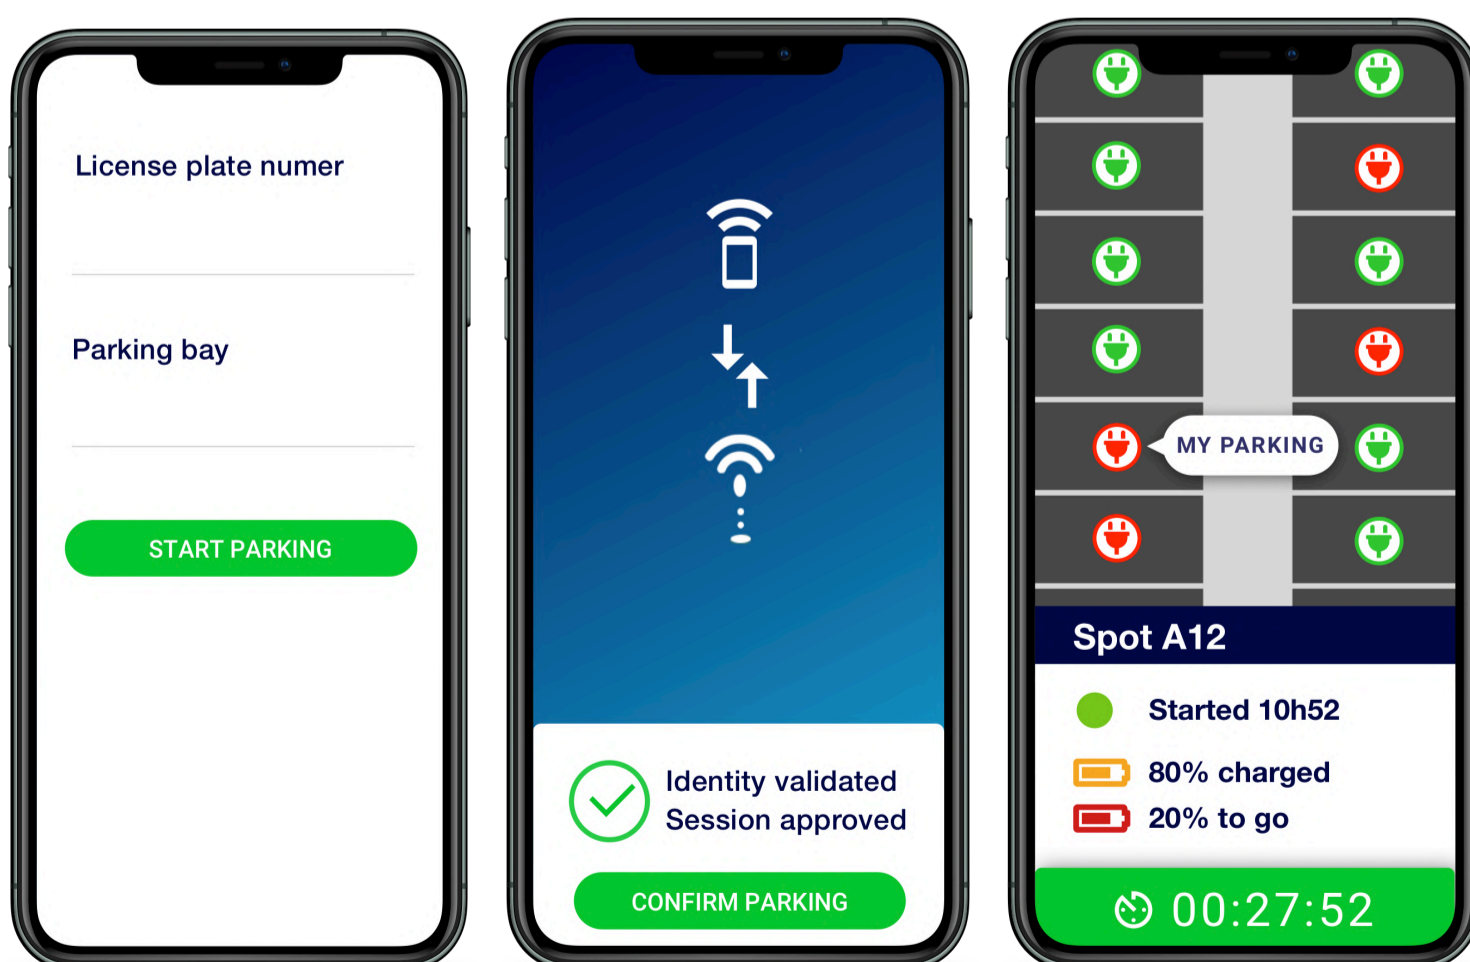 License plate numer
Parking bay
START PARKING
Identity validated
Session approved
CONFIRM PARKING
MY PARKING
Spot A12
Started 10h52
80% charged
20% to go
00:27:52